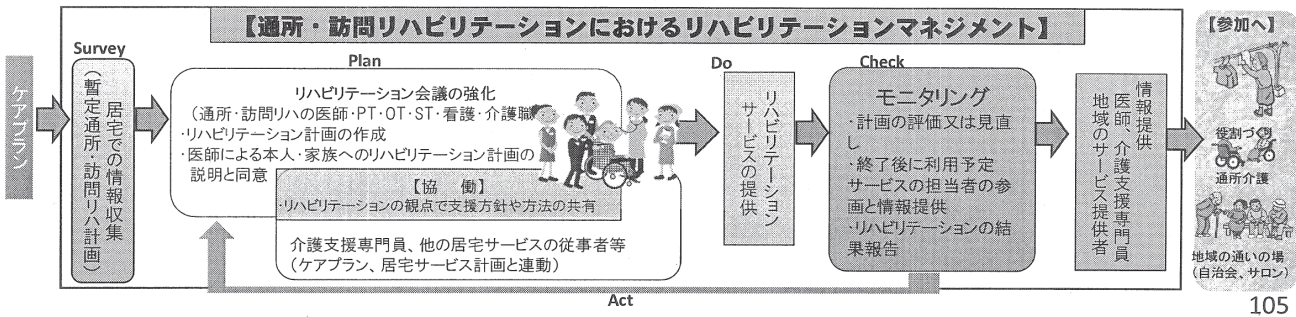 【通所・訪問リハビリテーションにおけるリハビリテーションマネジメント】
ケアプラン
Survey
居宅での情報収集
（暫定通所・訪問リハ計画）
Plan
リハビリテーション会議の強化
（通所・訪問リハの医師・PT・OT・ST・看護・介護職
・リハビリテーション計画の作成
・医師による本人・家族へのリハビリテーション計画の
説明と同意
【協 働】
・リハビリテーションの観点で支援方針や方法の共有
介護支援専門員、他の居宅サービスの従事者等
（ケアプラン、居宅サービス計画と連動）
Do
リハビリテーション
サービスの提供
Check
モニタリング
・計画の評価又は見直
し
・終了後に利用予定
サービスの担当者の参
画と情報提供
・リハビリテーションの結
果報告
情報提供
医師、介護支援専門員
地域のサービス提供者
【参加へ】
役割づくり
通所介護
地域の通いの場
（自治会、サロン）
Act
105